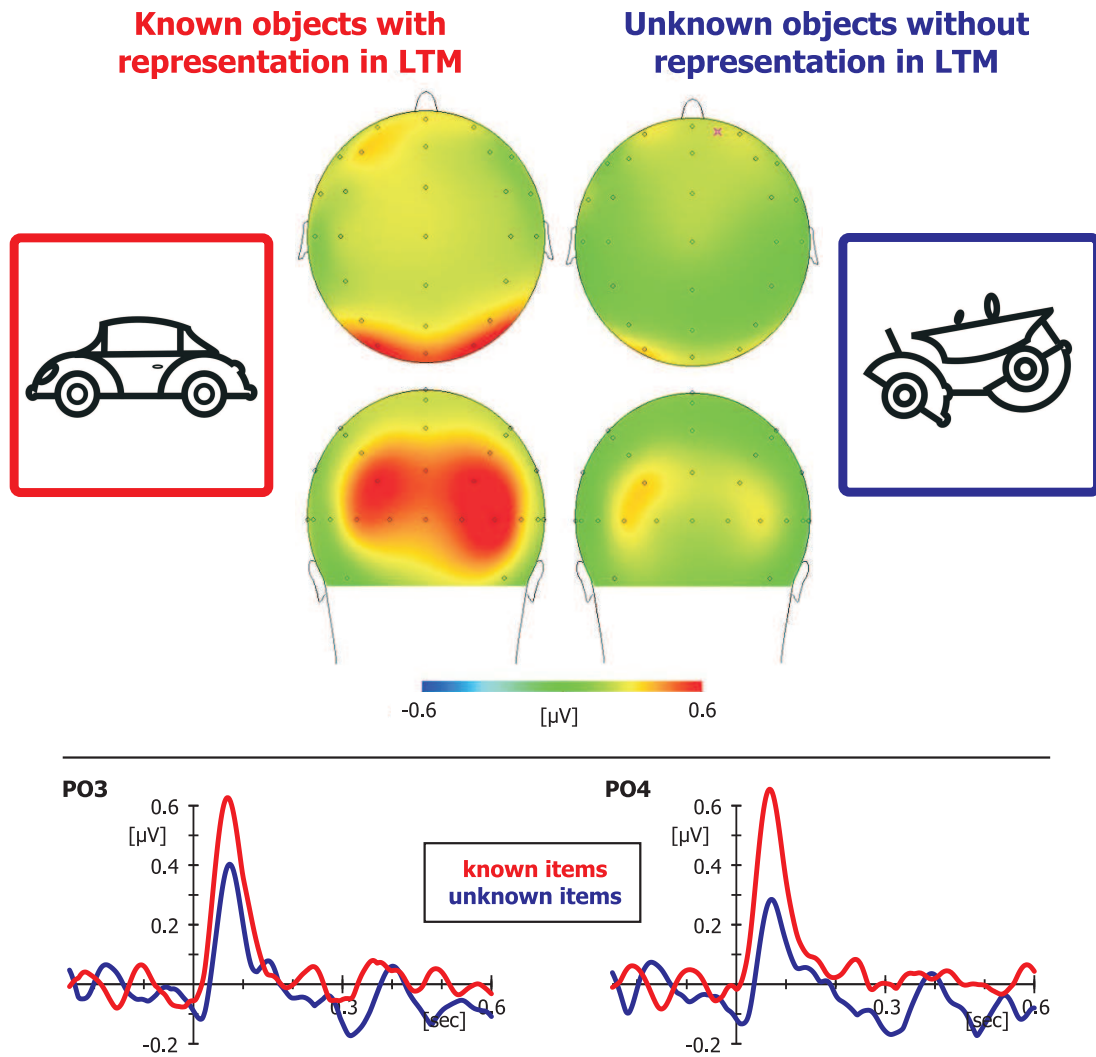 Known objects with
representation in LTM
Unknown objects without
representation in LTM
-0.6
[µV]
0.6
PO3
0.6
[µV]
0.4
0.2
-0.2
0.3
[sec]
0.6
known items
unknown items
PO4
0.6
[µV]
0.4
0.2
-0.2
0.3
[sec]
0.6